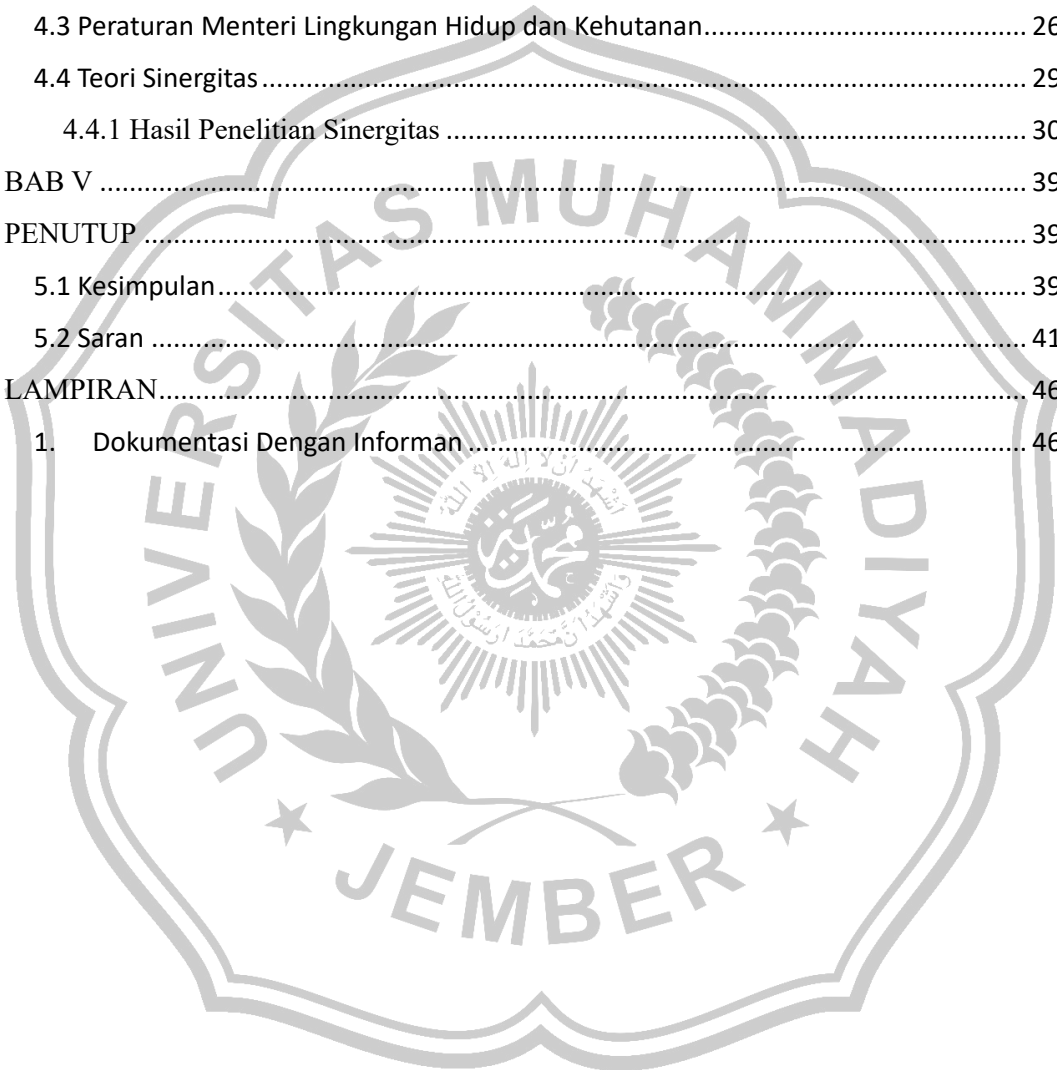 4.3 Peraturan Menteri Lingkungan Hidup dan Kehutanan.......................................................... 26
4.4 Teori Sinergitas..................................................................................................................... 29
4.4.1 Hasil Penelitian Sinergitas ............................................................................................ 30
BAB V ......................................................................................................................................... 39
PENUTUP .................................................................................................................................. 39
5.1 Kesimpulan........................................................................................................................... 39
5.2 Saran .................................................................................................................................... 41
LAMPIRAN................................................................................................................................ 46
1. Dokumentasi Dengan Informan ........................................................................................ 46
UNIVERSITAS MUHAMMADIYAH
JEMBER